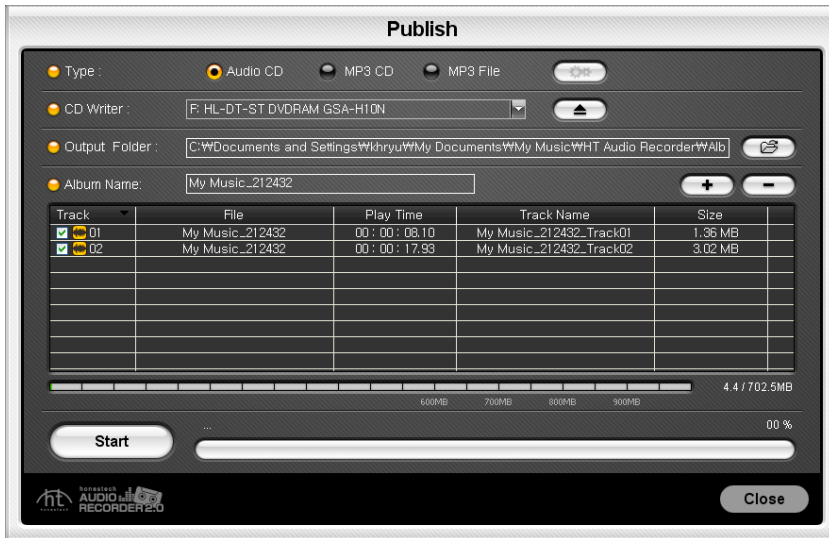 Publish
Type :
Audio CD
MP3 CD
MP3 File
CD Writer :
F: HL-DT-ST DVDRAM GSA-H10N
Output Folder :
C:₩Documents and Settings₩khryu₩My Documents₩My Music₩HT Audio Recorder₩Alb
Album Name:
My Music_212432
Track File Play Time Track Name Size
01 My Music_212432 00 : 00 : 08.10 My Music_212432_Track01 1.36 MB
02 My Music_212432 00 : 00 : 17.93 My Music_212432_Track02 3.02 MB
4.4 / 702.5MB
600MB 700MB 800MB 900MB
Start
...
00 %
ht
honestech
honestech
AUDIO
RECORDER2.0
Close